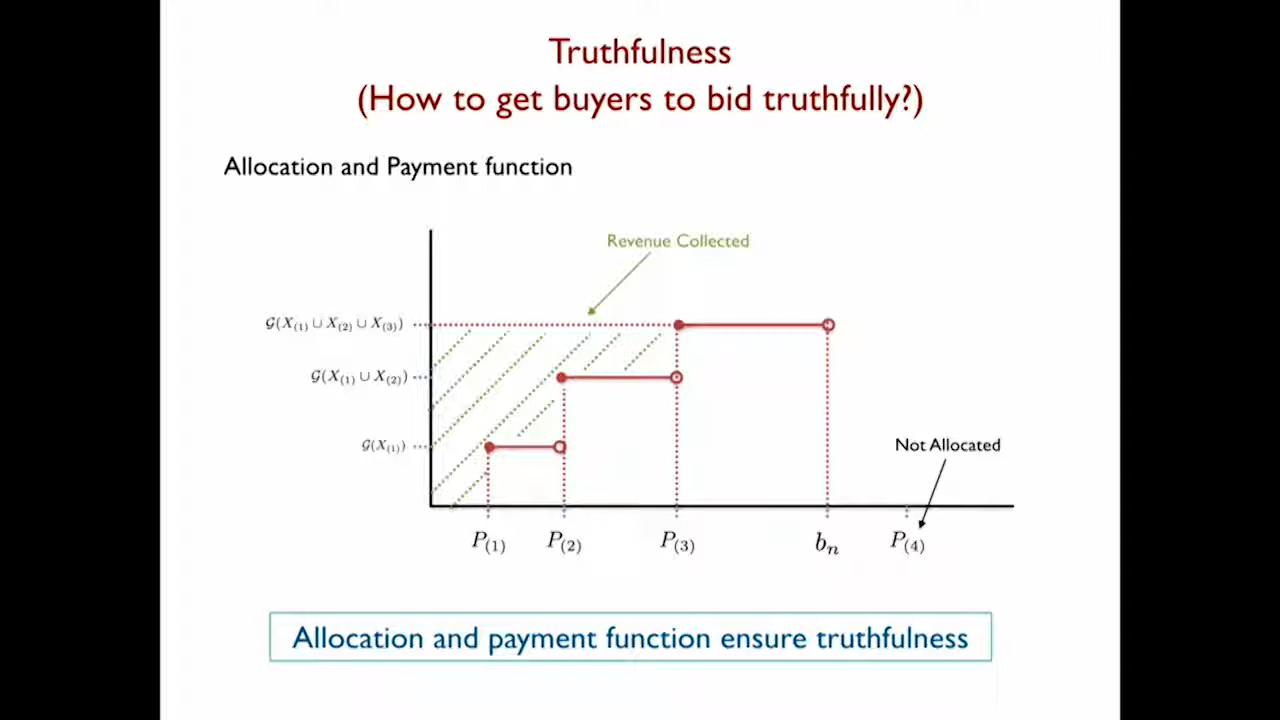 Truthfulness
(How to get buyers to bid truthfully?)
Allocation and Payment function
Revenue Collected
𝒢(X₍₁₎ ∪ X₍₂₎ ∪ X₍₃₎)
𝒢(X₍₁₎ ∪ X₍₂₎)
𝒢(X₍₁₎)
Not Allocated
P₍₁₎ P₍₂₎ P₍₃₎ bₙ P₍₄₎
Allocation and payment function ensure truthfulness